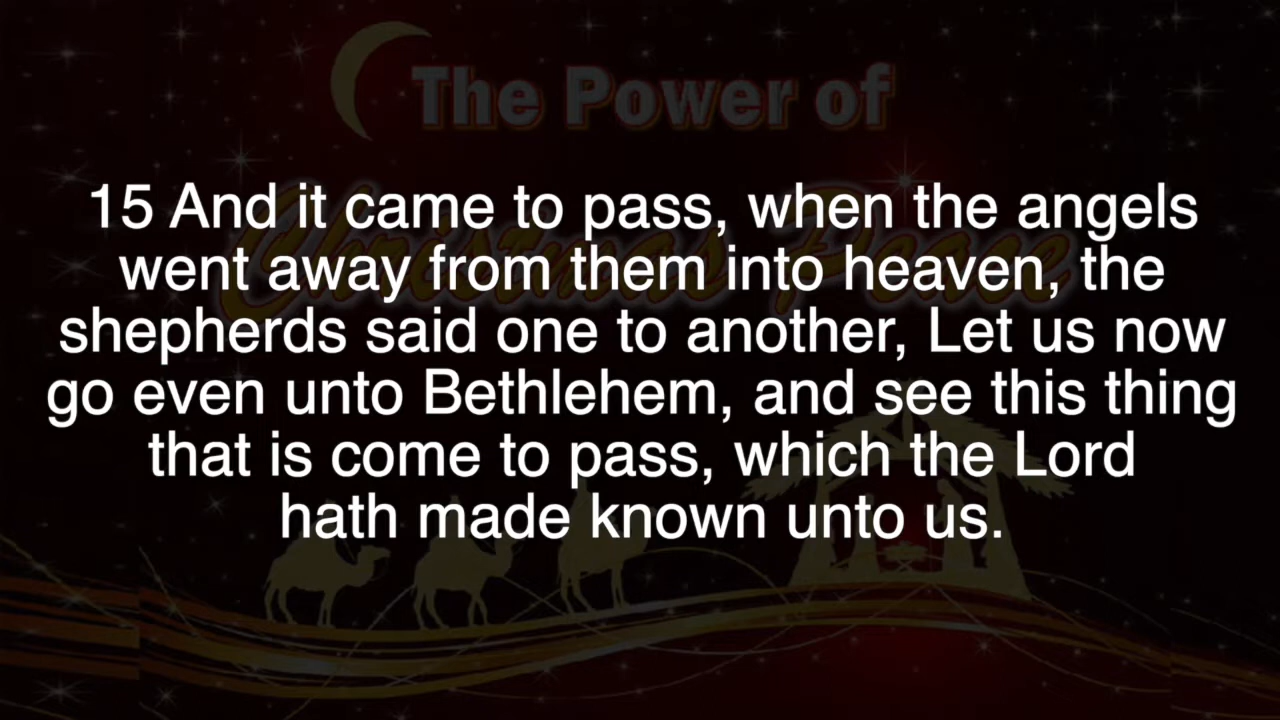 The Power of
Christmas Peace
15 And it came to pass, when the angels
went away from them into heaven, the
shepherds said one to another, Let us now
go even unto Bethlehem, and see this thing
that is come to pass, which the Lord
hath made known unto us.